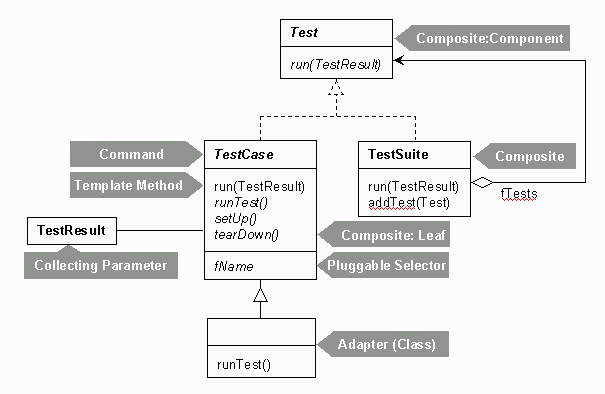 Test
Composite:Component
run(TestResult)
Command
TestCase
TestSuite
Composite
Template Method
run(TestResult)
runTest()
setUp()
tearDown()
run(TestResult)
addTest(Test)
fTests
TestResult
Composite: Leaf
Collecting Parameter
fName
Pluggable Selector
Adapter (Class)
runTest()